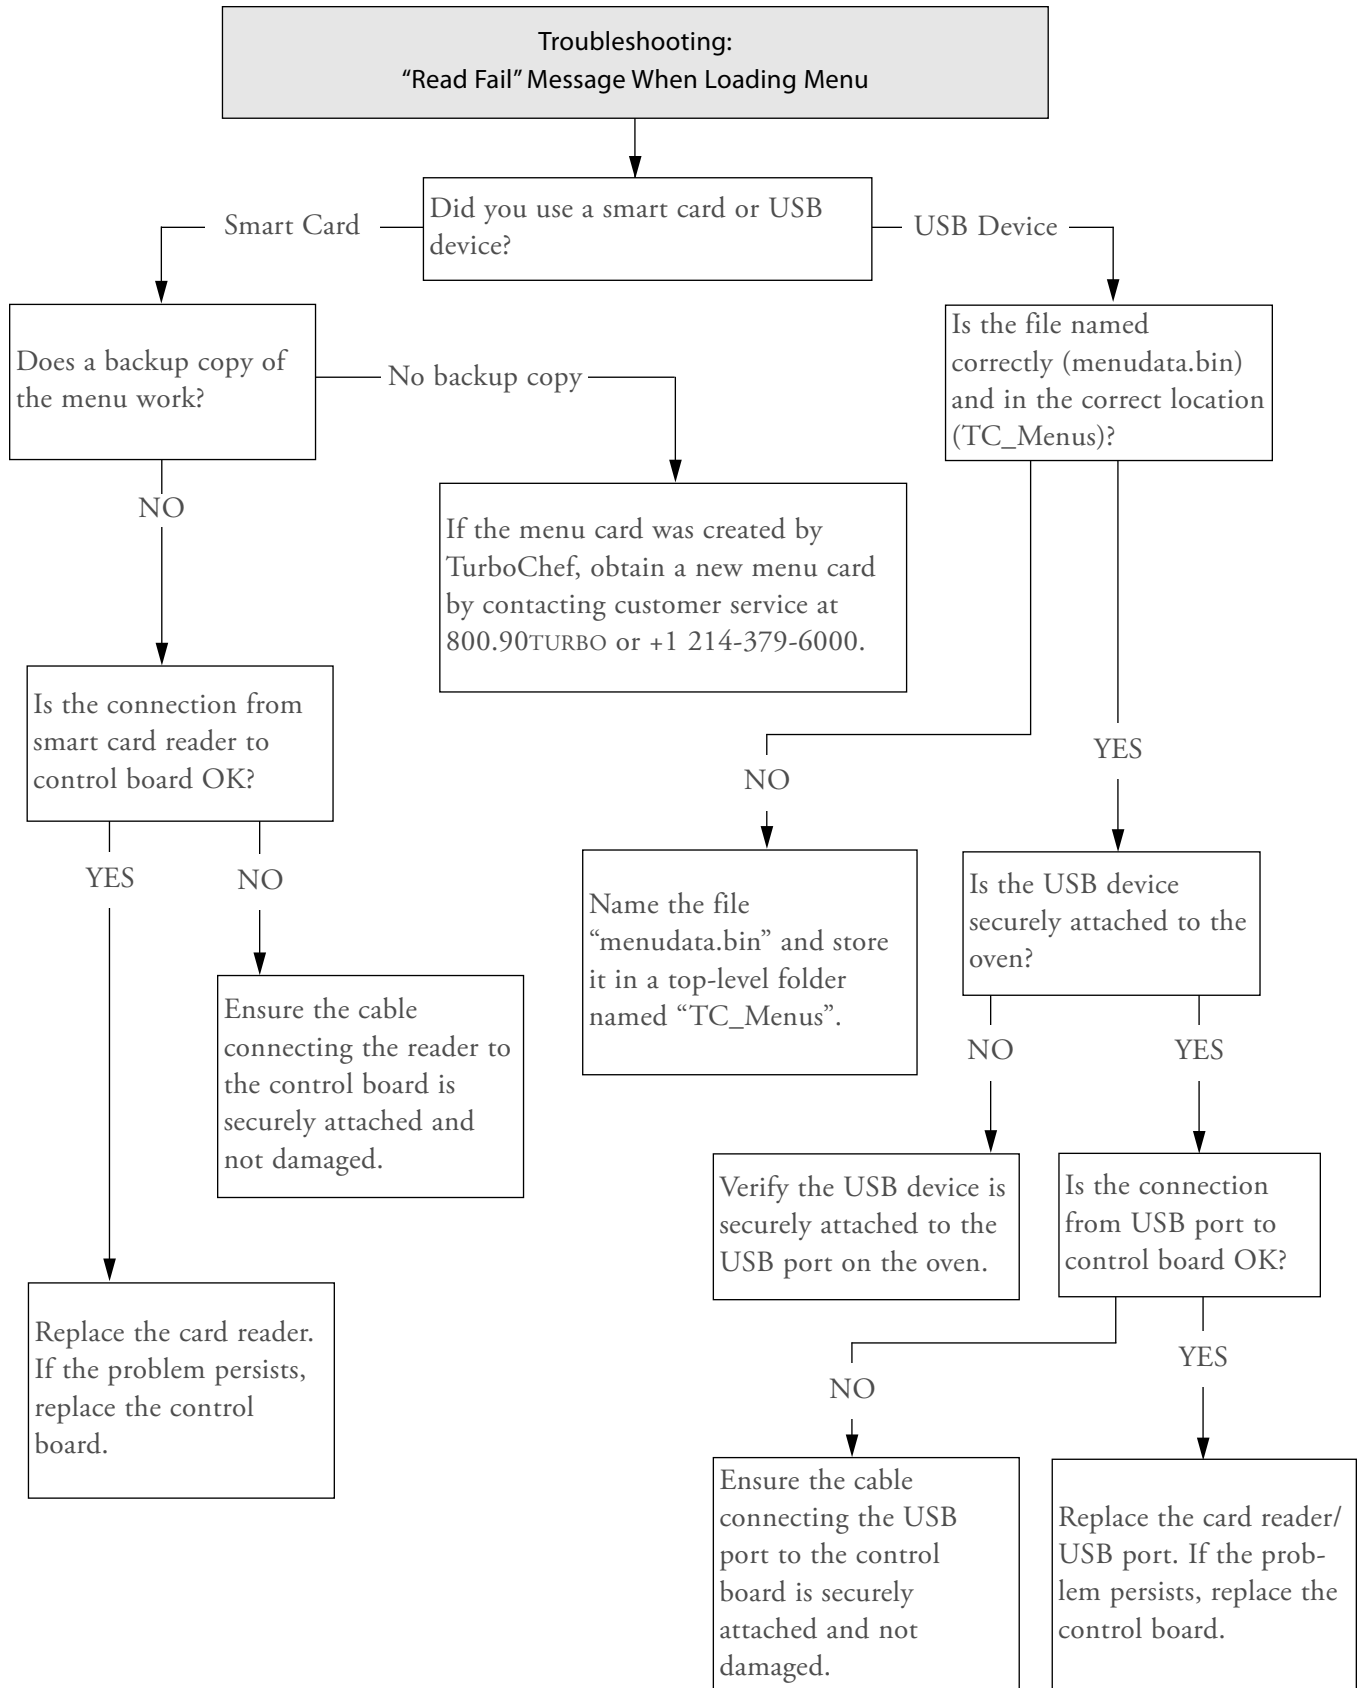 Troubleshooting:
“Read Fail” Message When Loading Menu
Did you use a smart card or USB
device?
Smart Card
USB Device
Does a backup copy of
the menu work?
No backup copy
Is the file named
correctly (menudata.bin)
and in the correct location
(TC_Menus)?
NO
If the menu card was created by
TurboChef, obtain a new menu card
by contacting customer service at
800.90TURBO or +1 214-379-6000.
Is the connection from
smart card reader to
control board OK?
YES
NO
NO
YES
Name the file
“menudata.bin” and store
it in a top-level folder
named “TC_Menus”.
Is the USB device
securely attached to the
oven?
Ensure the cable
connecting the reader to
the control board is
securely attached and
not damaged.
NO
YES
Verify the USB device is
securely attached to the
USB port on the oven.
Is the connection
from USB port to
control board OK?
Replace the card reader.
If the problem persists,
replace the control
board.
NO
YES
Ensure the cable
connecting the USB
port to the control
board is securely
attached and not
damaged.
Replace the card reader/
USB port. If the prob-
lem persists, replace the
control board.